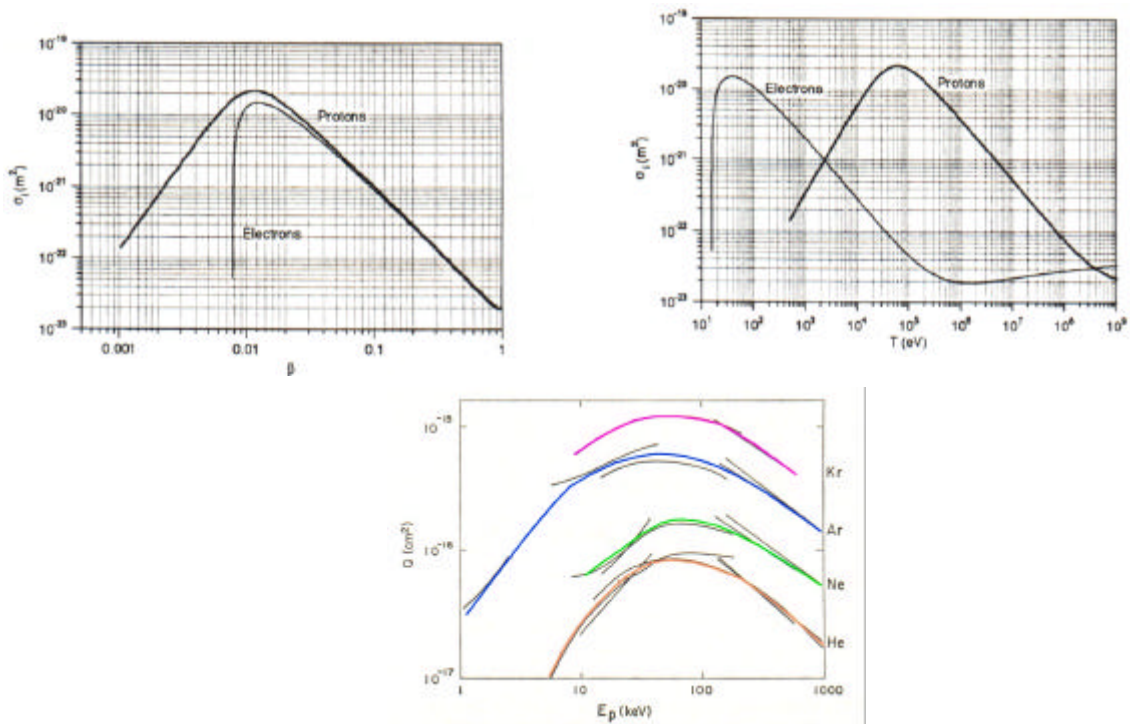 10⁻¹⁹
10⁻²⁰
10⁻²¹
10⁻²²
10⁻²³
σᵢ(m²)
Protons
Electrons
0.001
0.01
0.1
1
β
10⁻¹⁸
10⁻²⁰
10⁻²¹
10⁻²²
10⁻²³
σᵢ(m²)
Electrons
Protons
10¹
10²
10³
10⁴
10⁵
10⁶
10⁷
10⁸
10⁹
T (eV)
10⁻¹⁵
10⁻¹⁶
10⁻¹⁷
Q (cm²)
Kr
Ar
Ne
He
1
10
100
1000
Eₚ (keV)